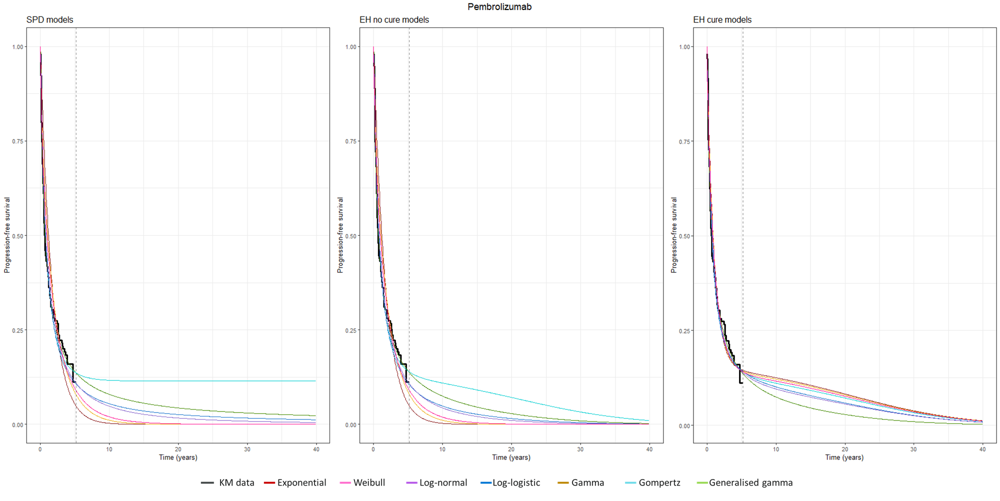 Pembrolizumab
SPD models
EH no cure models
EH cure models
Progression-free survival
1.00
0.75
0.50
0.25
0.00
0 10 20 30 40
Time (years)
Progression-free survival
1.00
0.75
0.50
0.25
0.00
0 10 20 30 40
Time (years)
Progression-free survival
1.00
0.75
0.50
0.25
0.00
0 10 20 30 40
Time (years)
KM data Exponential Weibull Log-normal Log-logistic Gamma Gompertz Generalised gamma